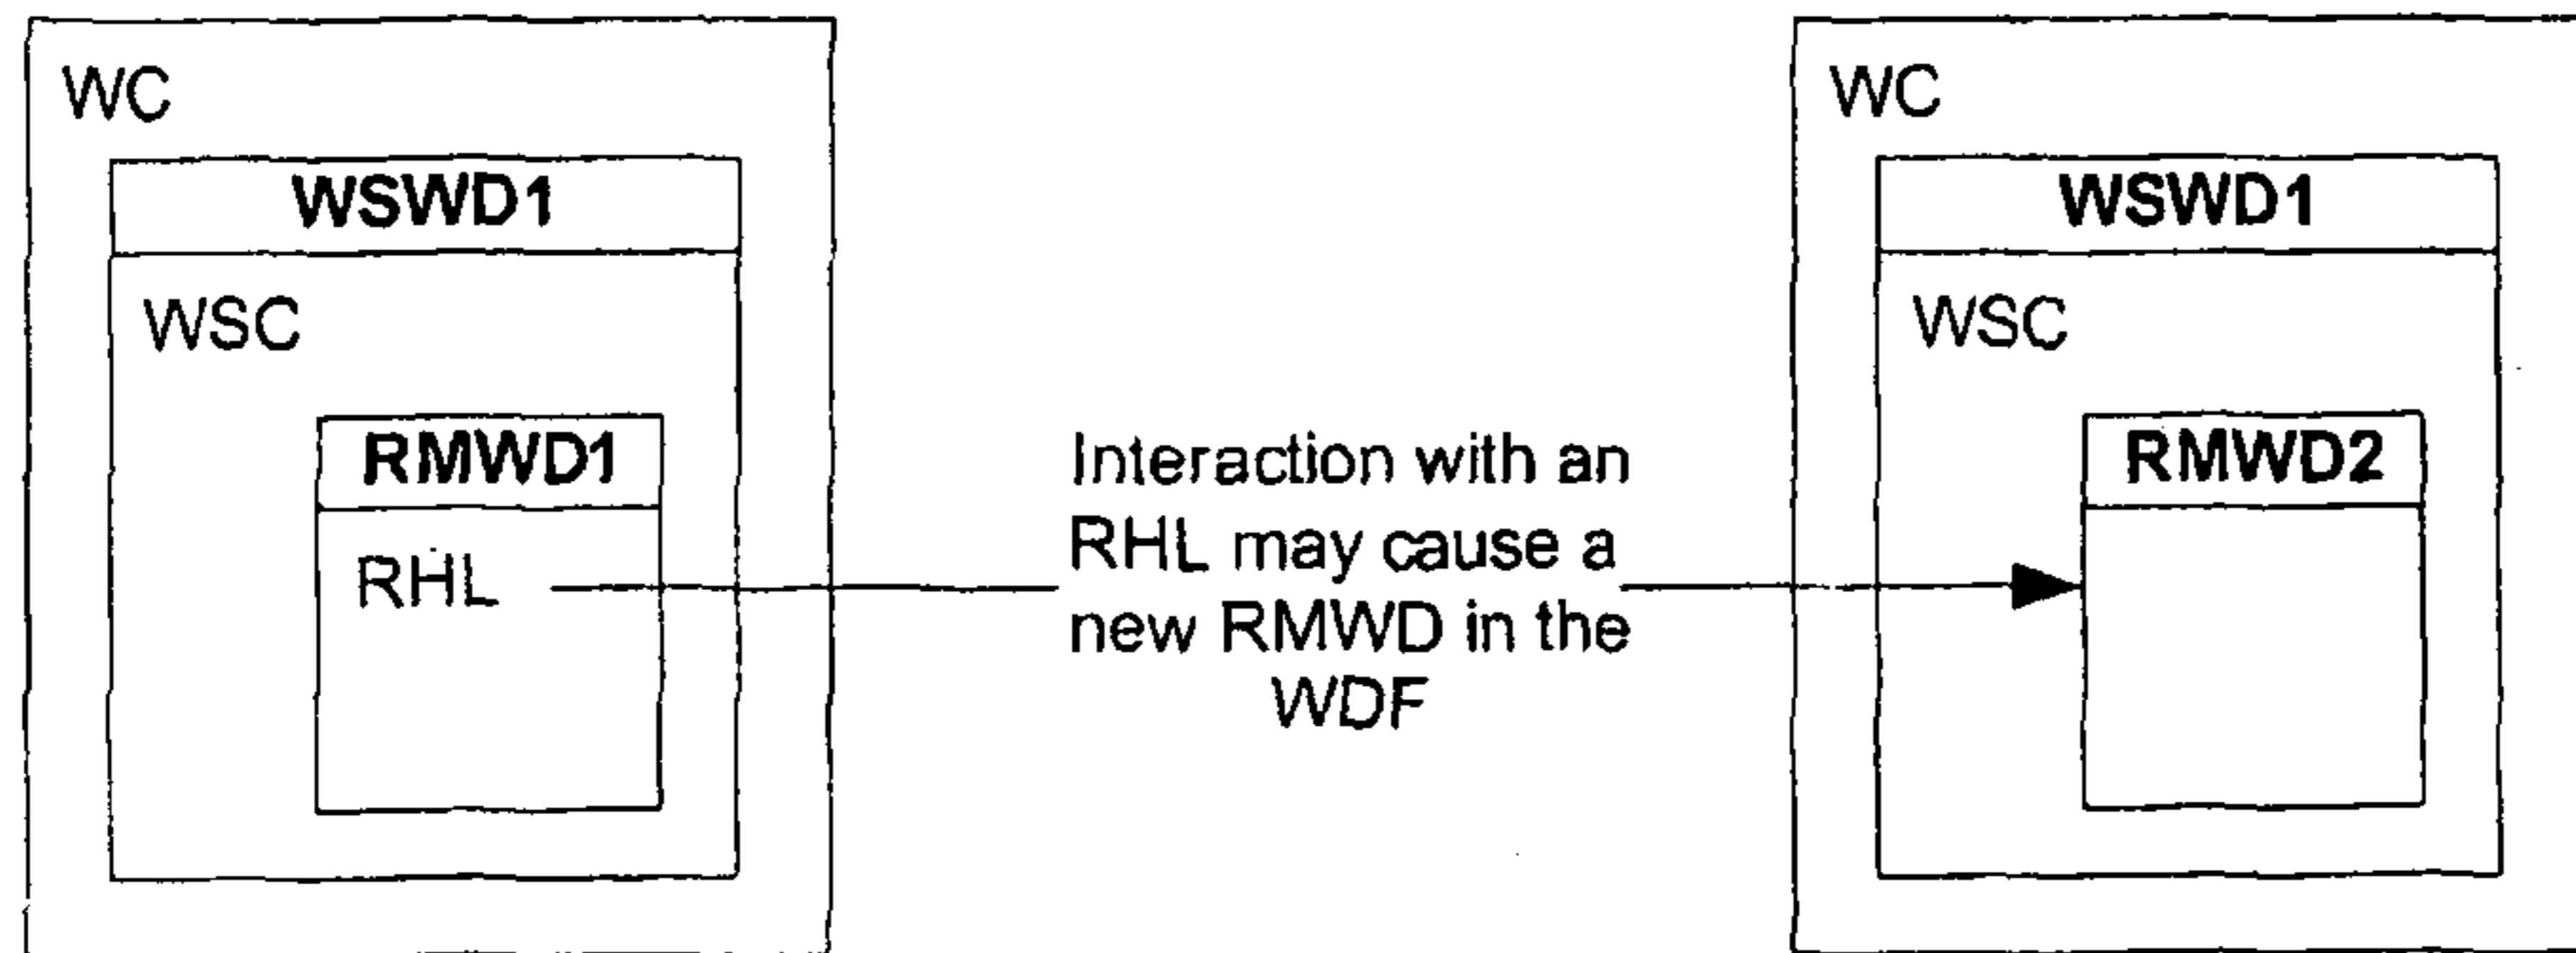 WC
WSWD1
WSC
RMWD1
RHL
Interaction with an
RHL may cause a
new RMWD in the
WDF
WC
WSWD1
WSC
RMWD2